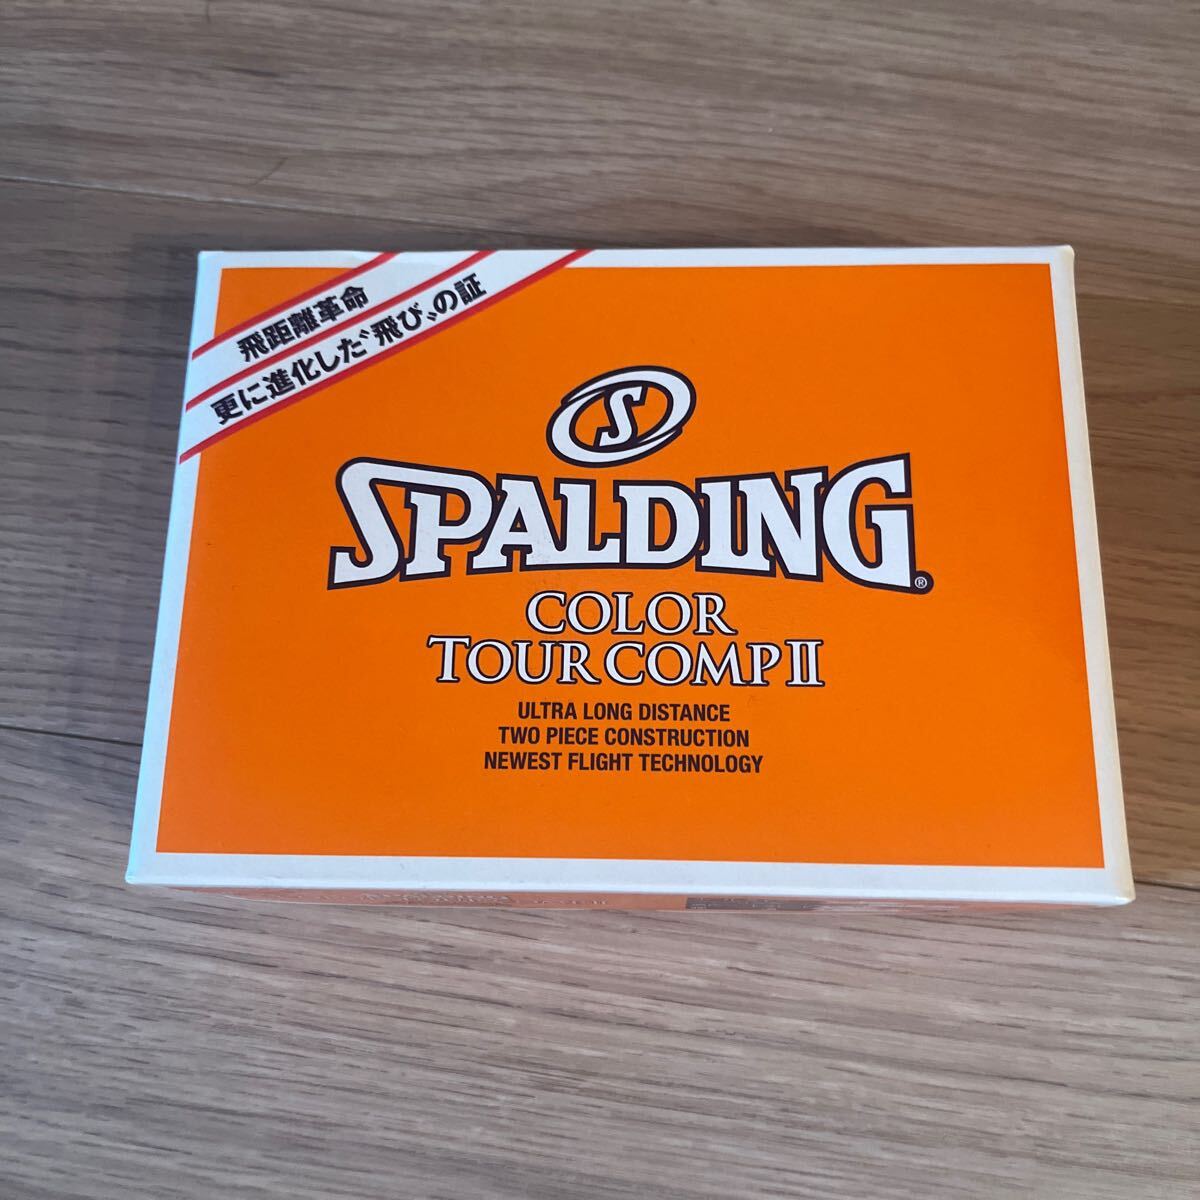 飛距離革命
更に進化した〝飛び〟の証
S
SPALDING®
COLOR
TOUR COMP II
ULTRA LONG DISTANCE
TWO PIECE CONSTRUCTION
NEWEST FLIGHT TECHNOLOGY